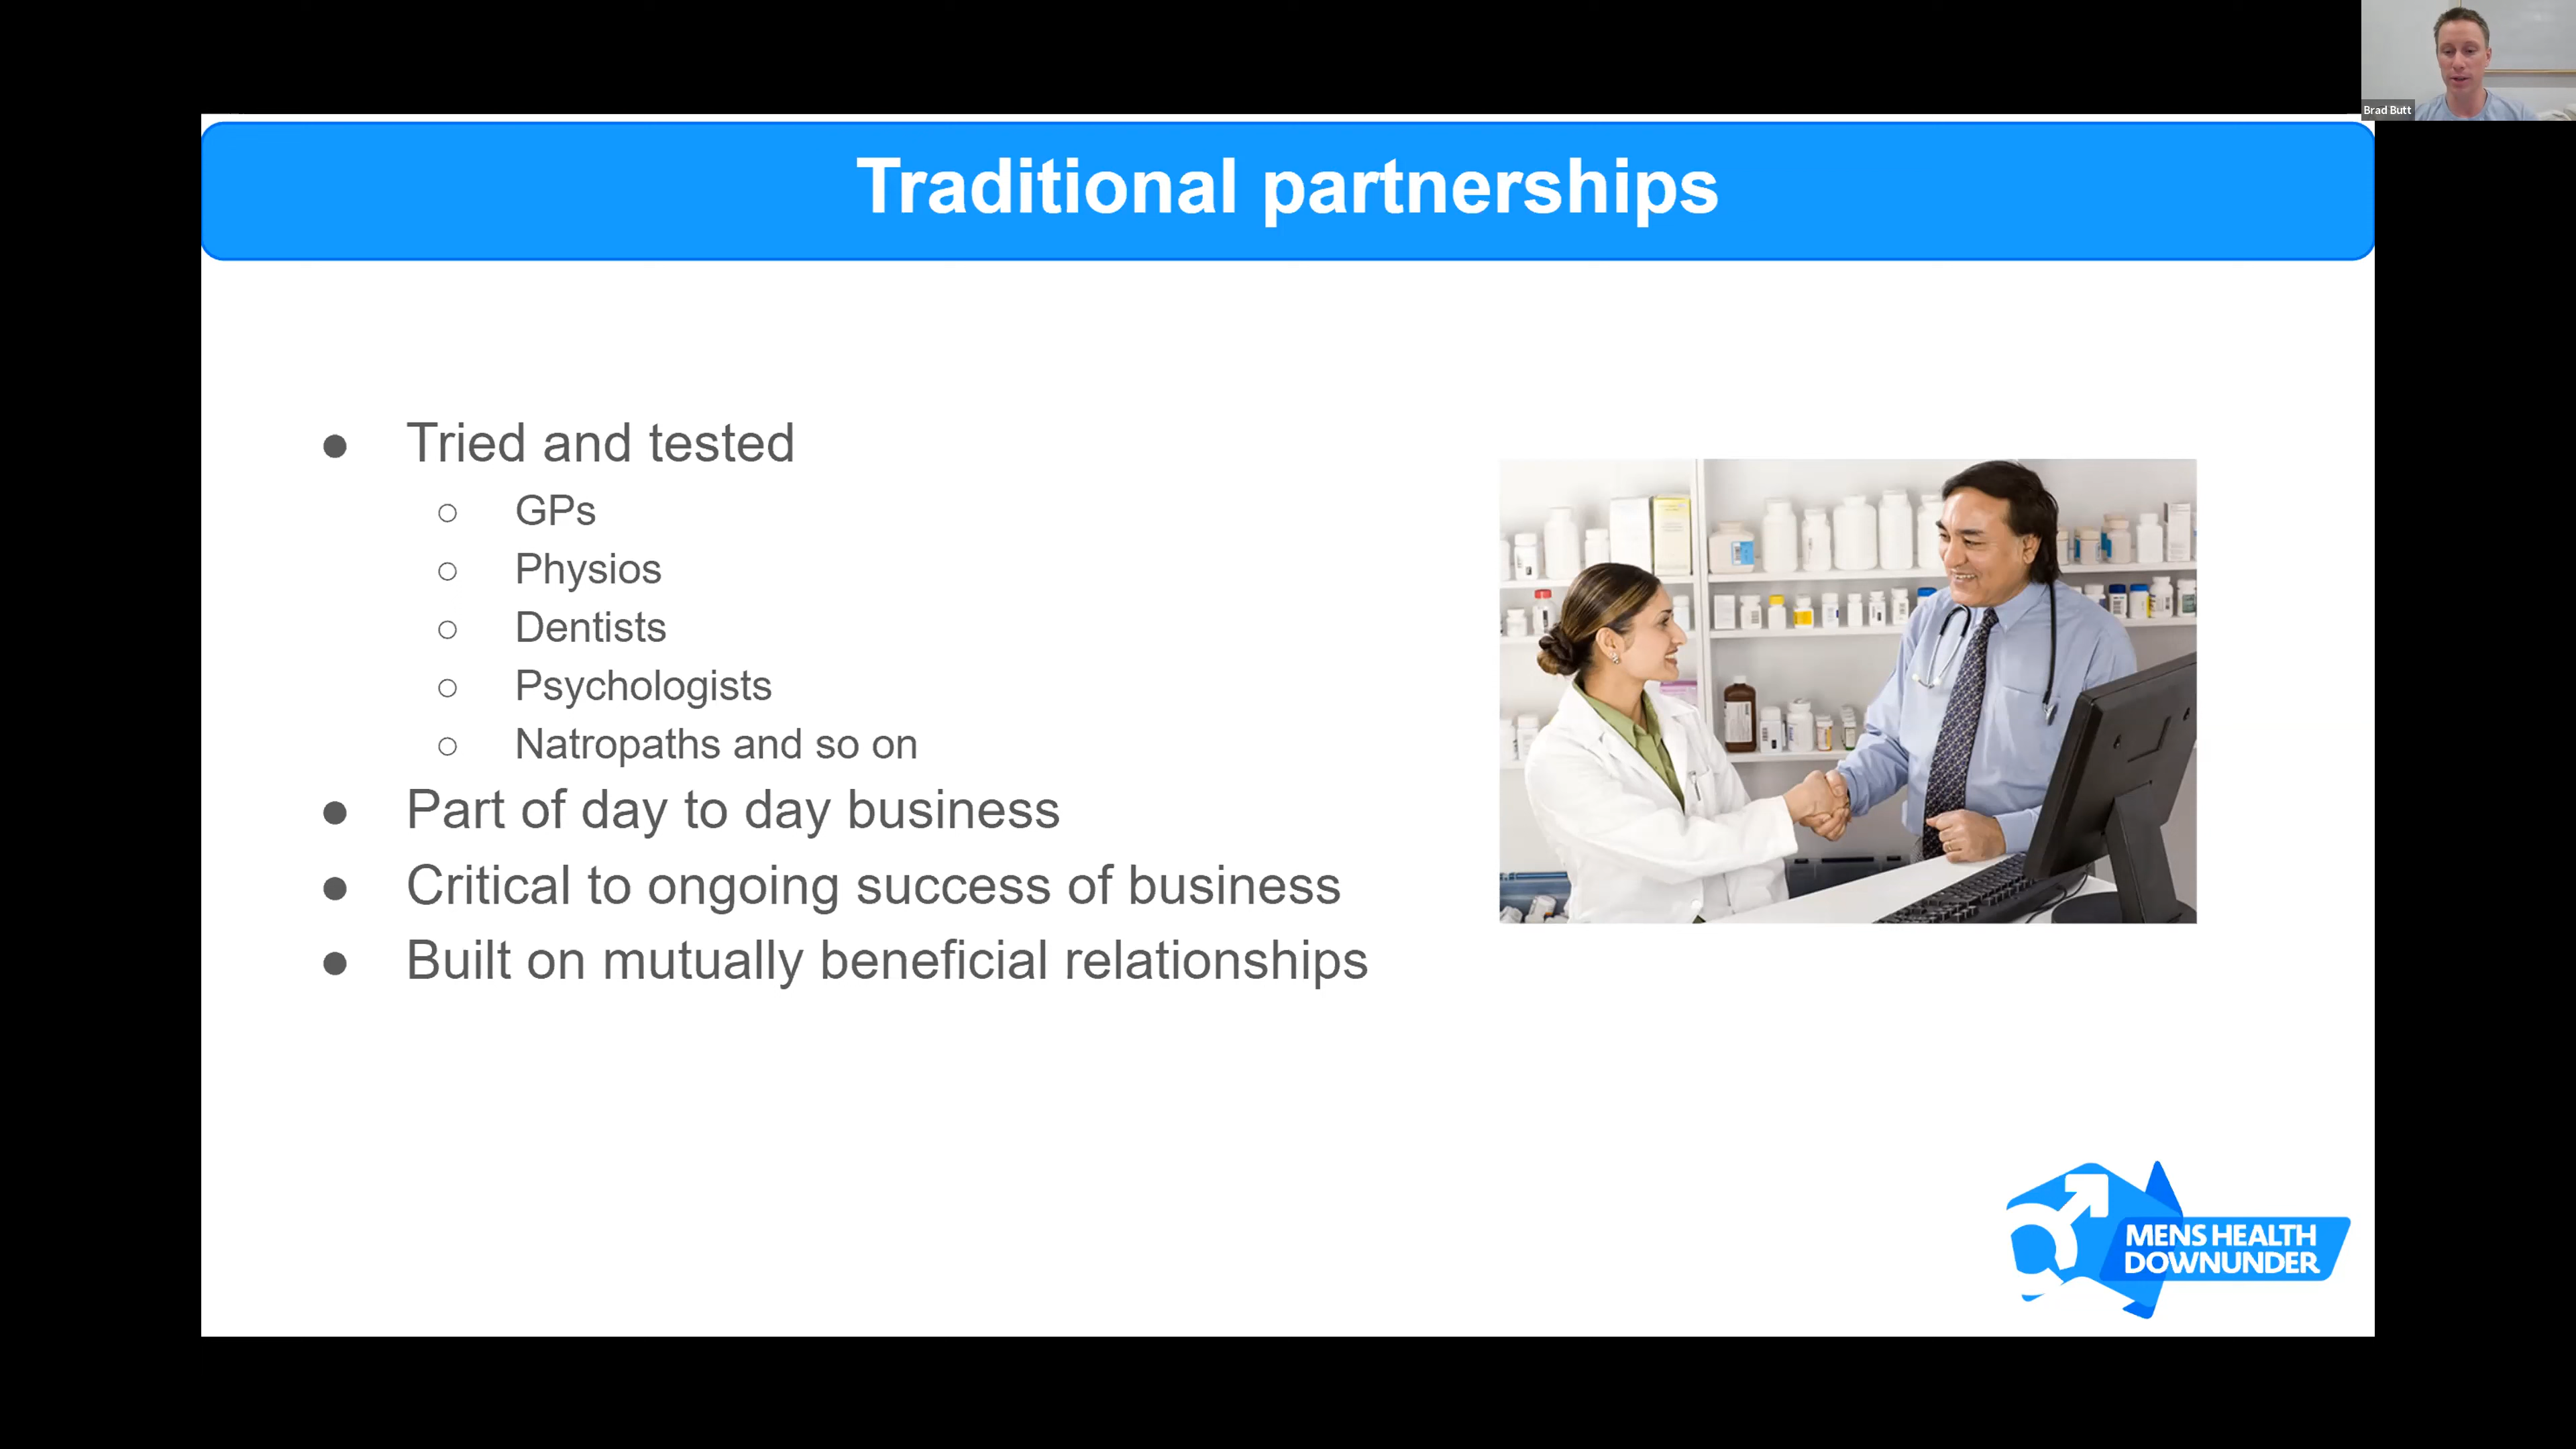 Brad Butt
Traditional partnerships
● Tried and tested
○ GPs
○ Physios
○ Dentists
○ Psychologists
○ Natropaths and so on
● Part of day to day business
● Critical to ongoing success of business
● Built on mutually beneficial relationships
MENS HEALTH
DOWNUNDER